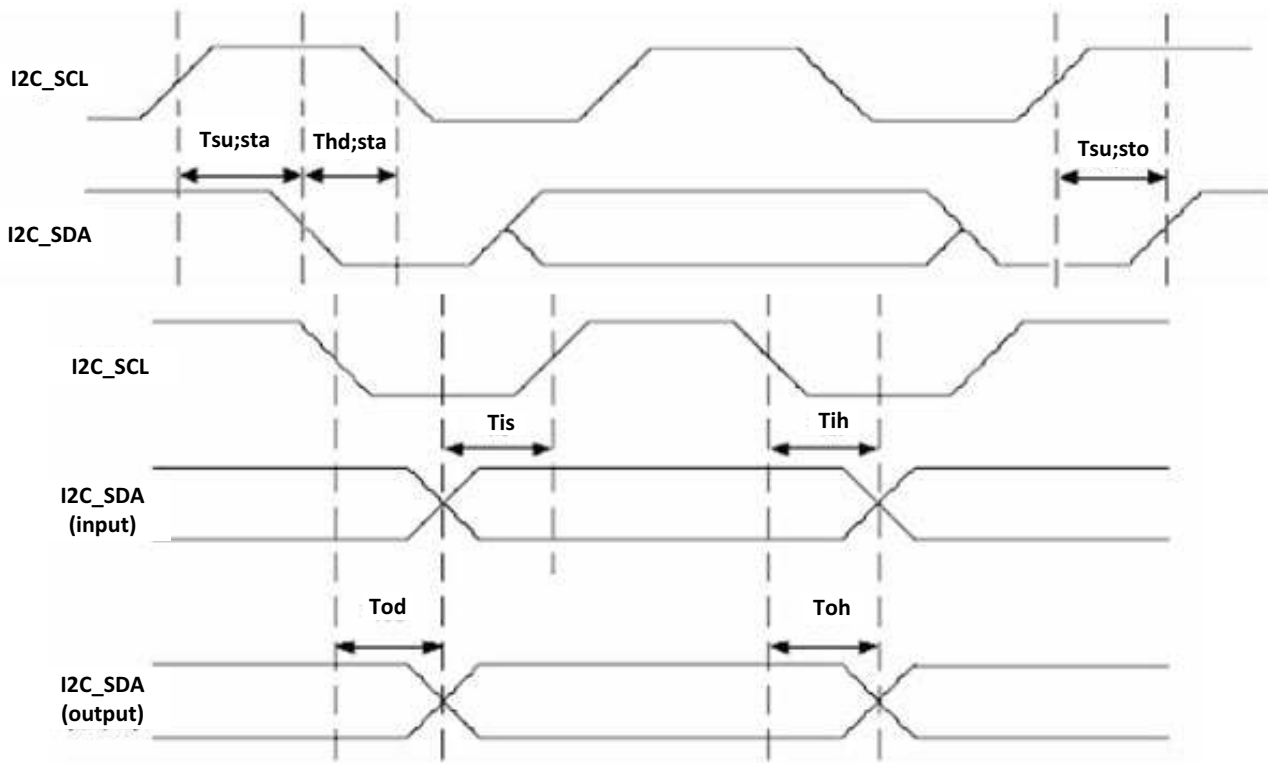 I2C_SCL
Tsu;sta
Thd;sta
Tsu;sto
I2C_SDA
I2C_SCL
Tis
Tih
I2C_SDA
(input)
Tod
Toh
I2C_SDA
(output)